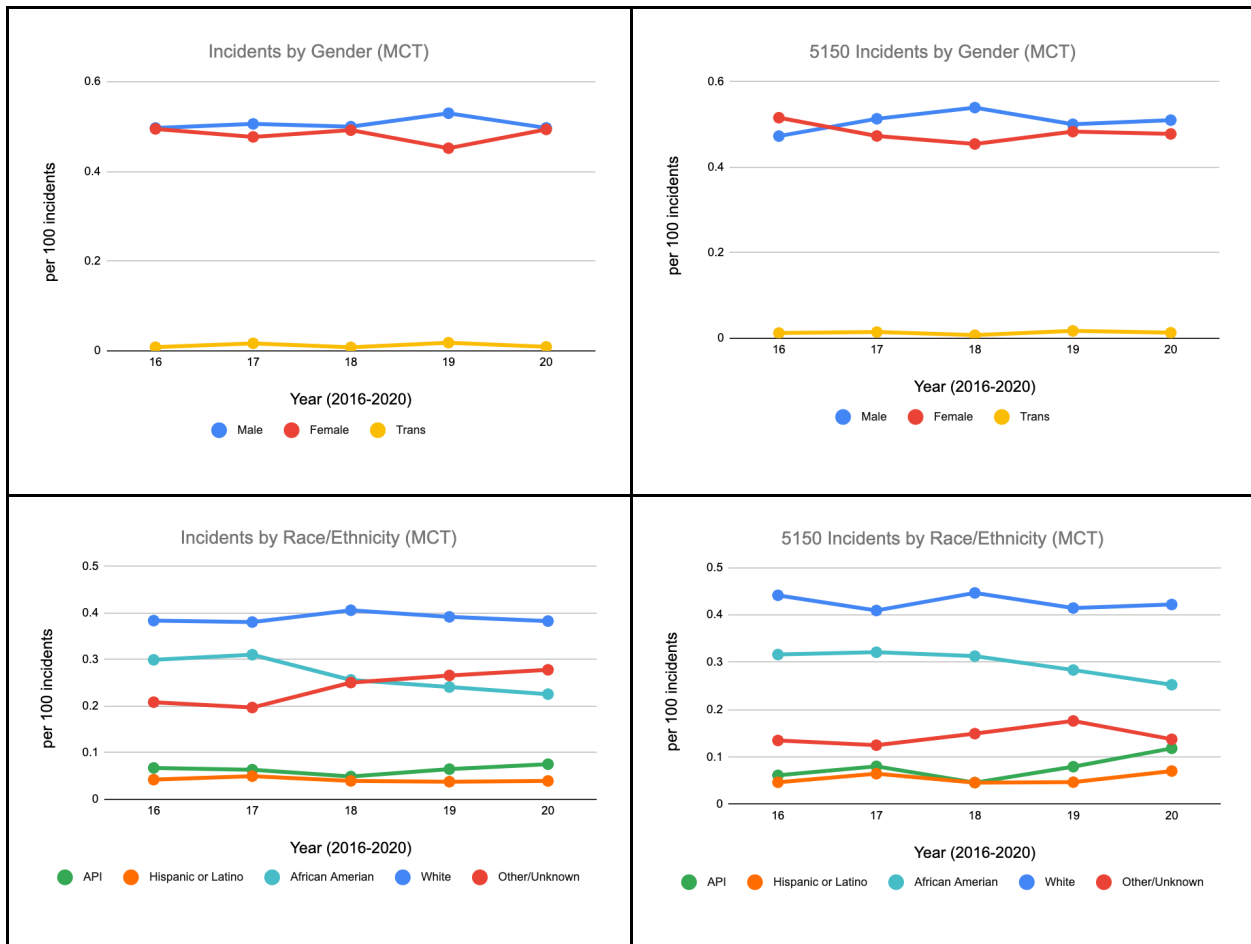 Incidents by Gender (MCT)
0.6
0.4
0.2
0
per 100 incidents
16 17 18 19 20
Year (2016-2020)
Male Female Trans
5150 Incidents by Gender (MCT)
0.6
0.4
0.2
0
per 100 incidents
16 17 18 19 20
Year (2016-2020)
Male Female Trans
Incidents by Race/Ethnicity (MCT)
0.5
0.4
0.3
0.2
0.1
0
per 100 incidents
16 17 18 19 20
Year (2016-2020)
API Hispanic or Latino African Amerian White Other/Unknown
5150 Incidents by Race/Ethnicity (MCT)
0.5
0.4
0.3
0.2
0.1
0
per 100 incidents
16 17 18 19 20
Year (2016-2020)
API Hispanic or Latino African Amerian White Other/Unknown